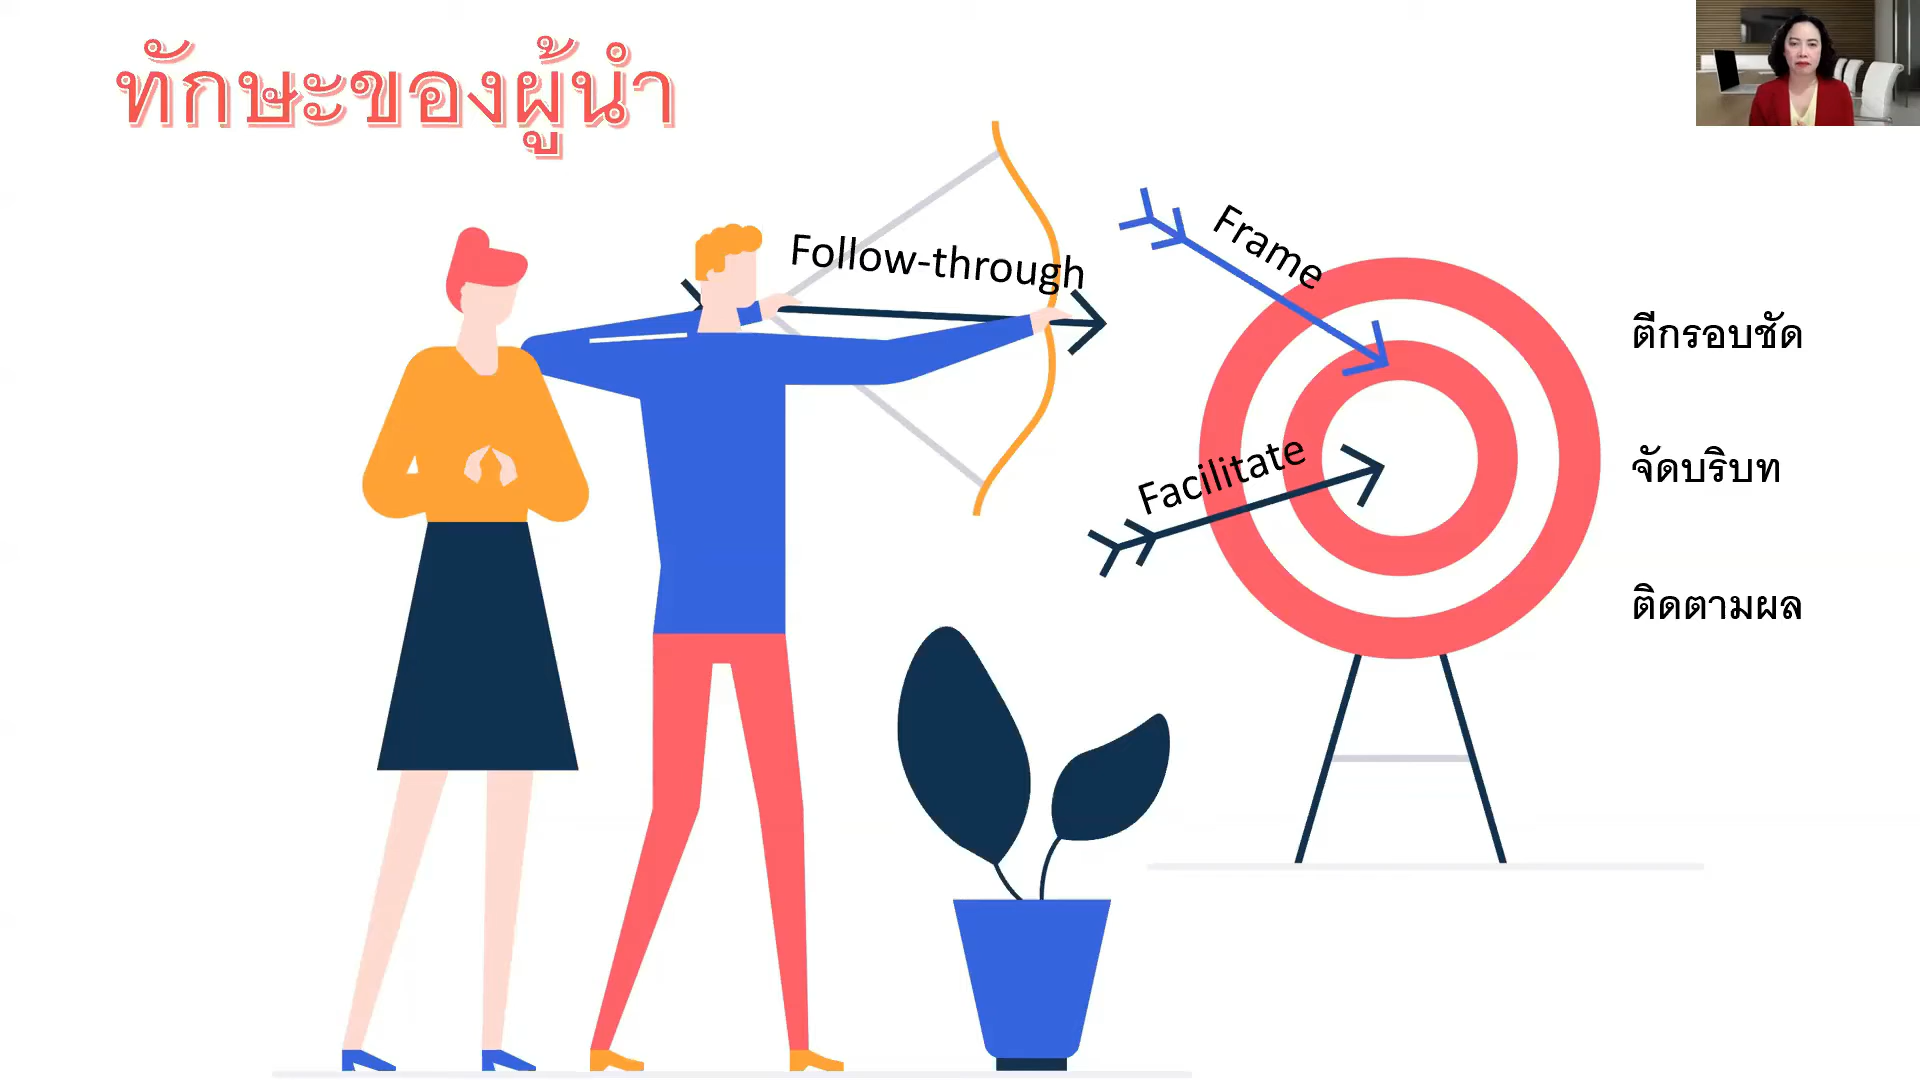 ทักษะของผู้นำ
Follow-through
Frame
Facilitate
ตีกรอบชัด
จัดบริบท
ติดตามผล